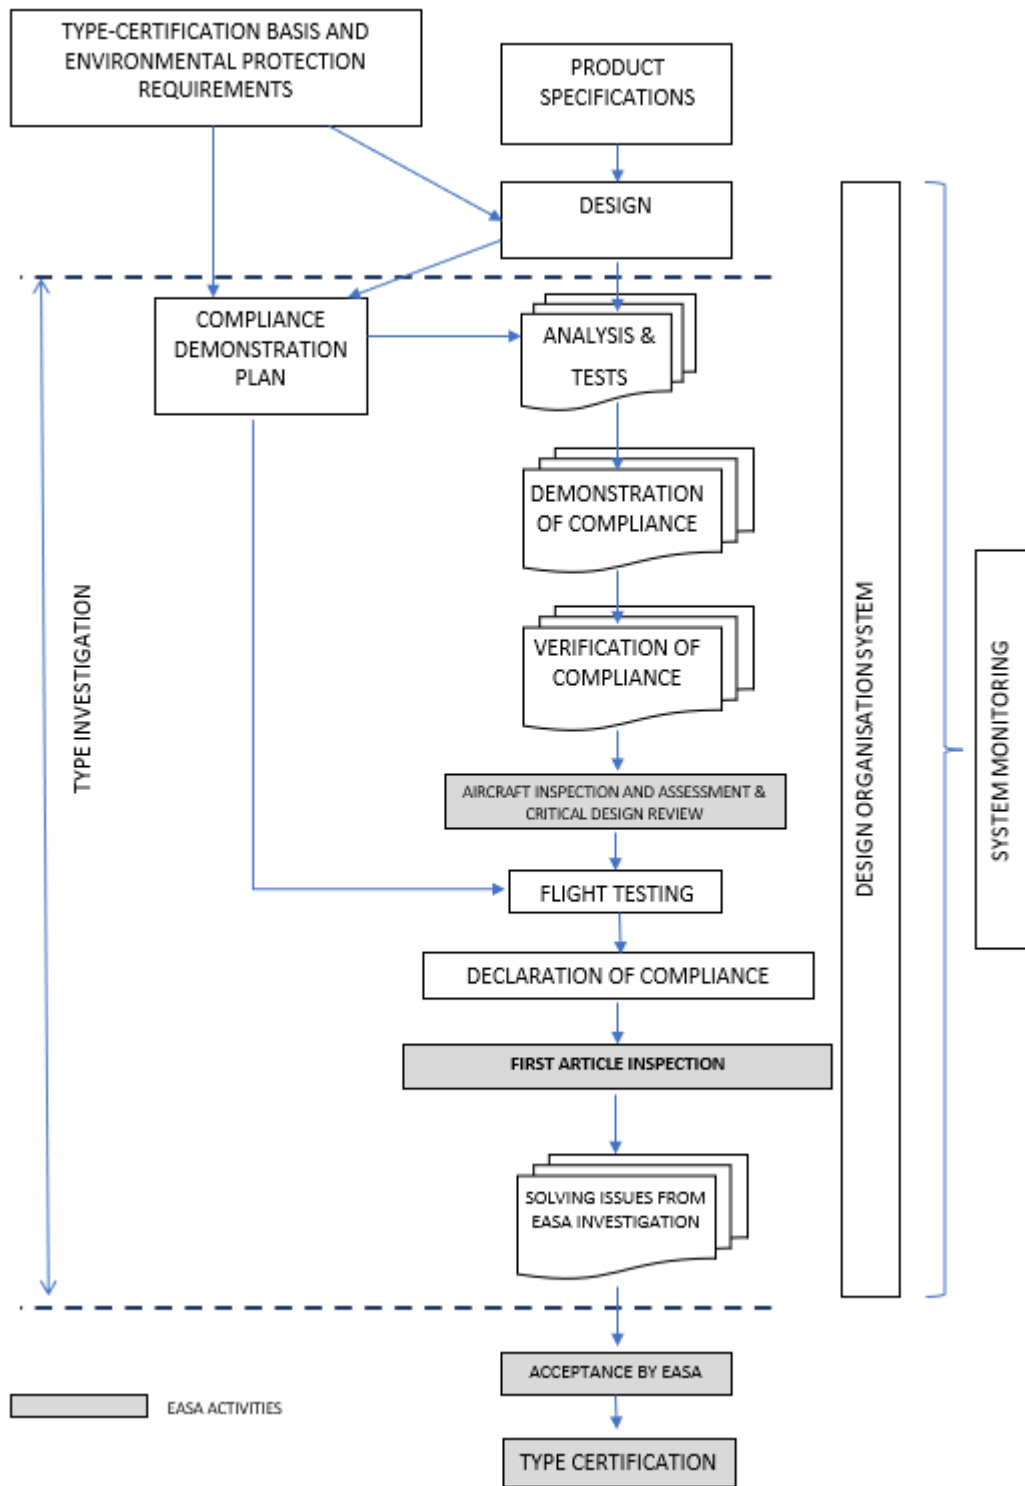 TYPE-CERTIFICATION BASIS AND
ENVIRONMENTAL PROTECTION
REQUIREMENTS
PRODUCT
SPECIFICATIONS
DESIGN
COMPLIANCE
DEMONSTRATION
PLAN
ANALYSIS &
TESTS
DEMONSTRATION
OF COMPLIANCE
VERIFICATION OF
COMPLIANCE
AIRCRAFT INSPECTION AND ASSESSMENT &
CRITICAL DESIGN REVIEW
FLIGHT TESTING
DECLARATION OF COMPLIANCE
FIRST ARTICLE INSPECTION
SOLVING ISSUES FROM
EASA INVESTIGATION
TYPE INVESTIGATION
DESIGN ORGANISATION SYSTEM
SYSTEM MONITORING
ACCEPTANCE BY EASA
EASA ACTIVITIES
TYPE CERTIFICATION